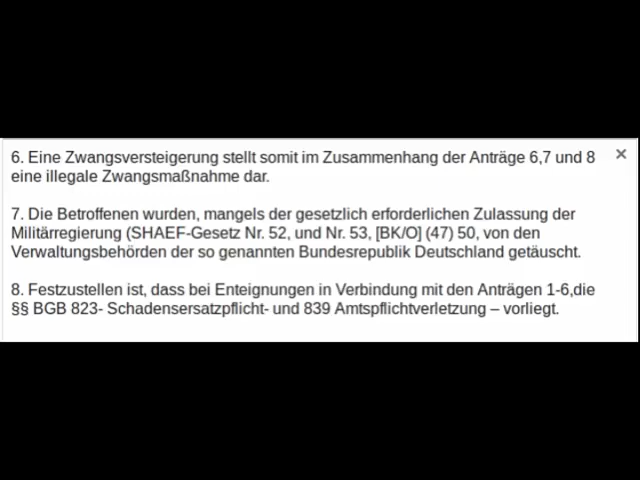 6. Eine Zwangsversteigerung stellt somit im Zusammenhang der Anträge 6,7 und 8
eine illegale Zwangsmaßnahme dar.
7. Die Betroffenen wurden, mangels der gesetzlich erforderlichen Zulassung der
Militärregierung (SHAEF-Gesetz Nr. 52, und Nr. 53, [BK/O] (47) 50, von den
Verwaltungsbehörden der so genannten Bundesrepublik Deutschland getäuscht.
8. Festzustellen ist, dass bei Enteignungen in Verbindung mit den Anträgen 1-6,die
§§ BGB 823- Schadensersatzpflicht- und 839 Amtspflichtverletzung – vorliegt.